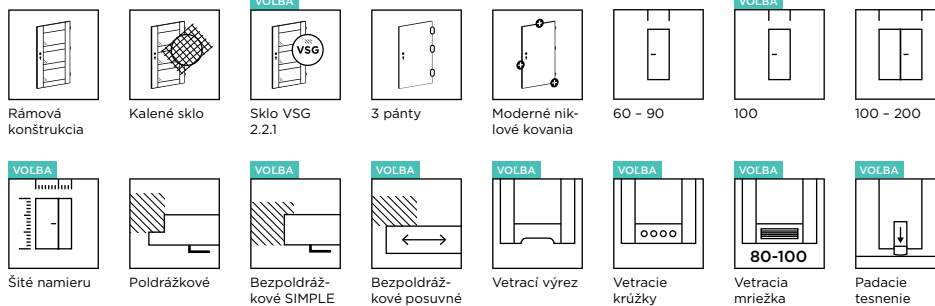 VOĽBA
VOĽBA
VSG
Rámová
konštrukcia
Kalené sklo
Sklo VSG
2.2.1
3 pánty
Moderné nik-
lové kovania
60 – 90
100
100 – 200
VOĽBA
VOĽBA
VOĽBA
VOĽBA
VOĽBA
VOĽBA
VOĽBA
80-100
Šité namieru
Poldrážkové
Bezpoldráž-
kové SIMPLE
Bezpoldráž-
kové posuvné
Vetrací výrez
Vetracie
krúžky
Vetracia
mriežka
Padacie
tesnenie